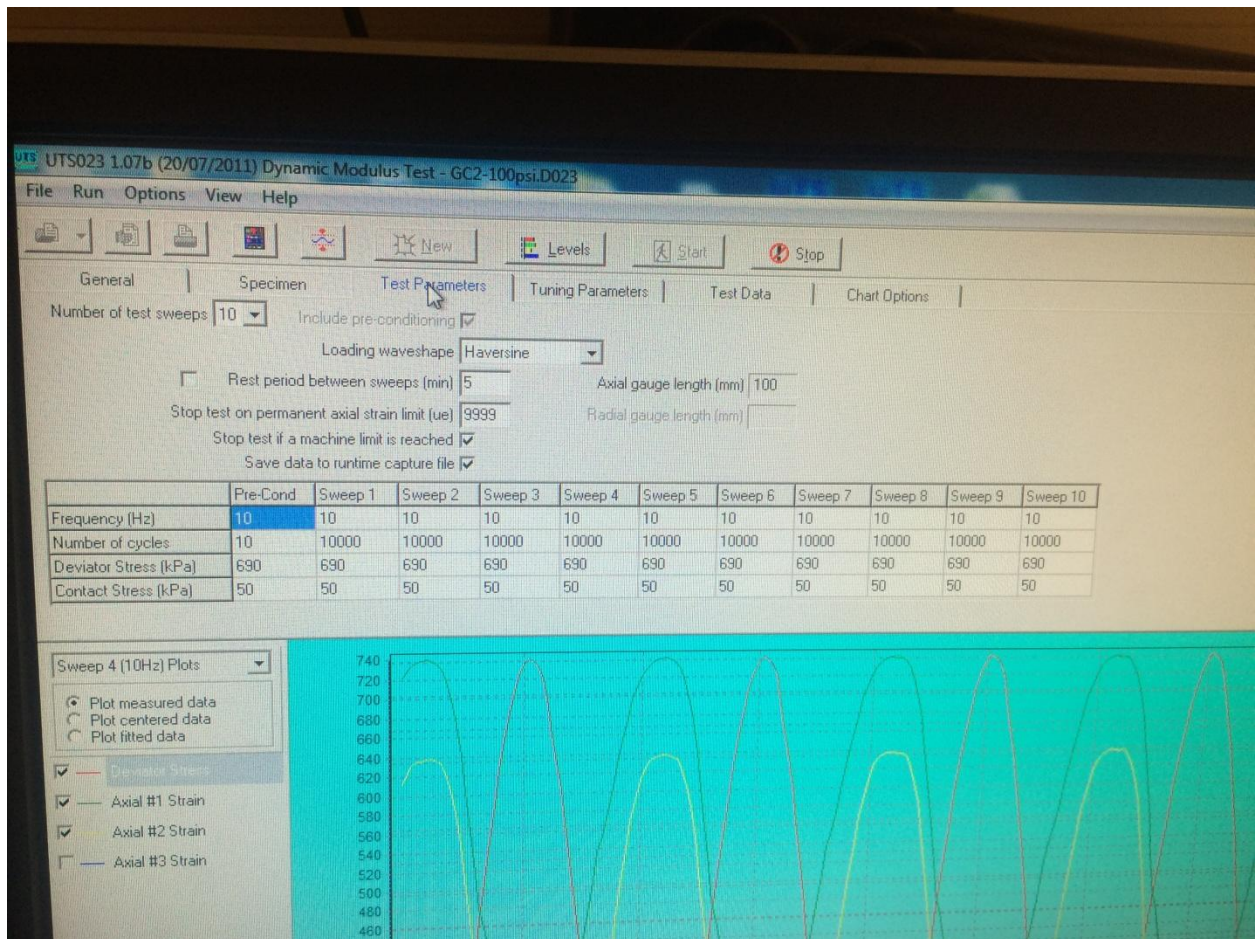 UTS UTS023 1.07b (20/07/2011) Dynamic Modulus Test - GC2-100psi.D023
File Run Options View Help
New Levels Start Stop
General Specimen Test Parameters Tuning Parameters Test Data Chart Options
Number of test sweeps 10 Include pre-conditioning
Loading waveshape Haversine
Rest period between sweeps (min) 5 Axial gauge length (mm) 100
Stop test on permanent axial strain limit (ue) 9999 Radial gauge length (mm)
Stop test if a machine limit is reached
Save data to runtime capture file
Pre-Cond Sweep 1 Sweep 2 Sweep 3 Sweep 4 Sweep 5 Sweep 6 Sweep 7 Sweep 8 Sweep 9 Sweep 10
Frequency (Hz) 10 10 10 10 10 10 10 10 10 10 10
Number of cycles 10 10000 10000 10000 10000 10000 10000 10000 10000 10000 10000
Deviator Stress (kPa) 690 690 690 690 690 690 690 690 690 690 690
Contact Stress (kPa) 50 50 50 50 50 50 50 50 50 50 50
Sweep 4 (10Hz) Plots
Plot measured data
Plot centered data
Plot fitted data
Deviator Stress
Axial #1 Strain
Axial #2 Strain
Axial #3 Strain
740
720
700
680
660
640
620
600
580
560
540
520
500
480
460